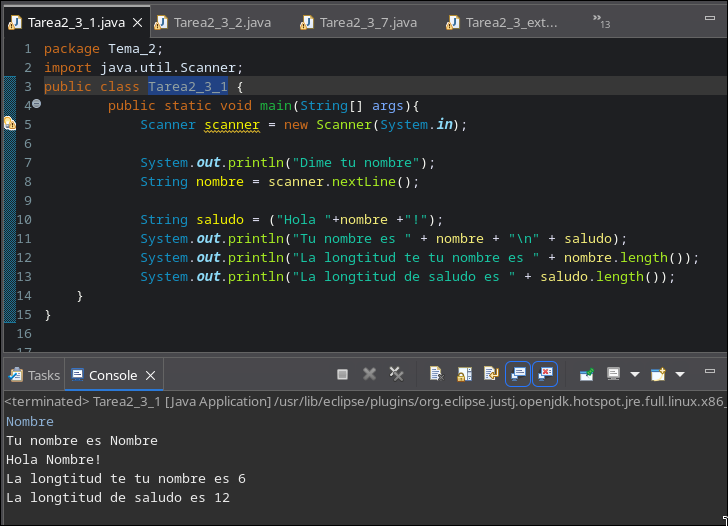 Tarea2_3_1.java
Tarea2_3_2.java
Tarea2_3_7.java
Tarea2_3_ext...
»13
1 package Tema_2;
2 import java.util.Scanner;
3 public class Tarea2_3_1 {
4 public static void main(String[] args){
5 Scanner scanner = new Scanner(System.in);
6
7 System.out.println("Dime tu nombre");
8 String nombre = scanner.nextLine();
9
10 String saludo = ("Hola "+nombre +"!");
11 System.out.println("Tu nombre es " + nombre + "\n" + saludo);
12 System.out.println("La longtitud te tu nombre es " + nombre.length());
13 System.out.println("La longtitud de saludo es " + saludo.length());
14 }
15 }
16
17
Tasks
Console
<terminated> Tarea2_3_1 [Java Application] /usr/lib/eclipse/plugins/org.eclipse.justj.openjdk.hotspot.jre.full.linux.x86_
Nombre
Tu nombre es Nombre
Hola Nombre!
La longtitud te tu nombre es 6
La longtitud de saludo es 12